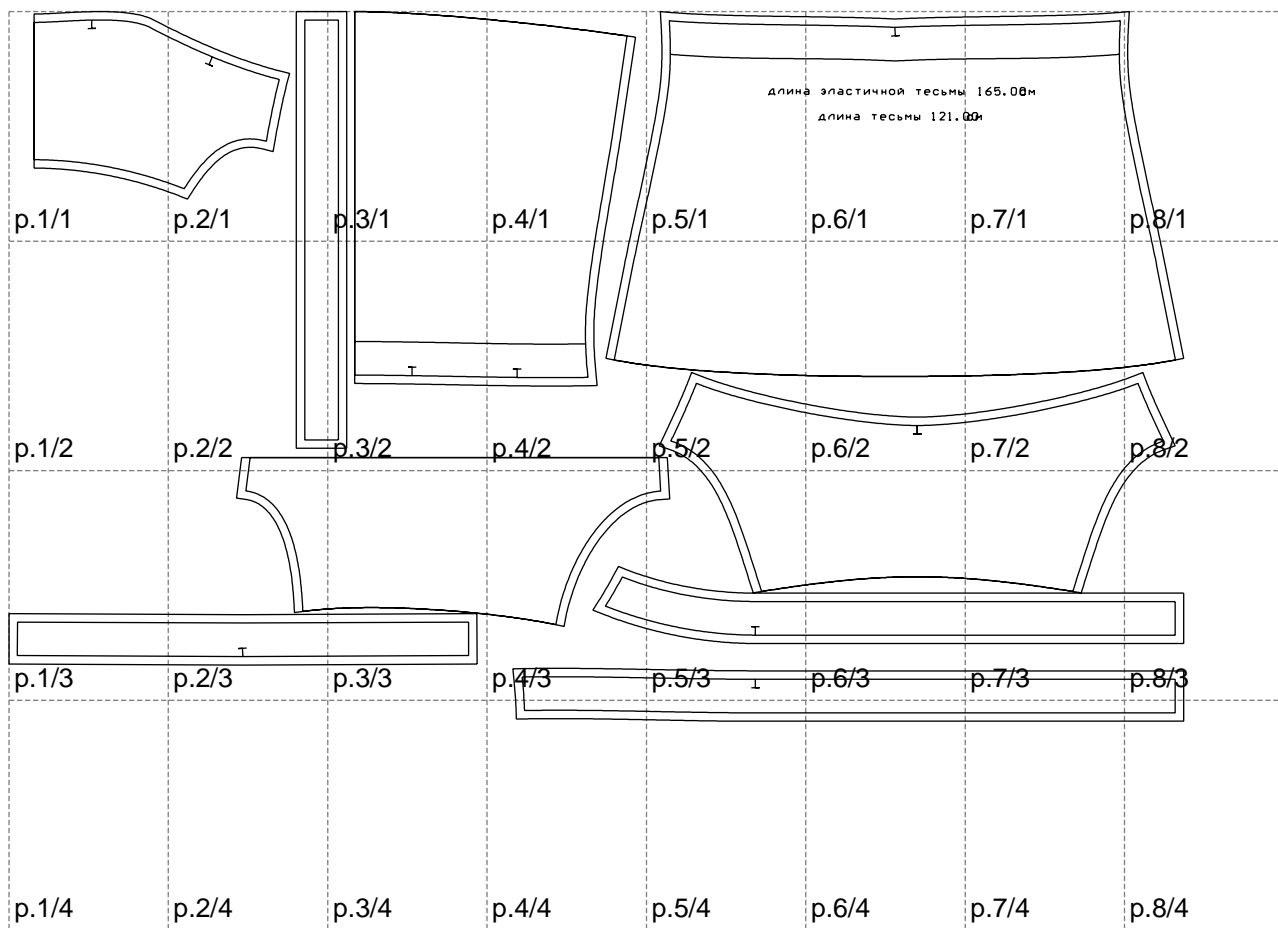 длина эластичной тесьмы 165.00м
длина тесьмы 121.00
p.1/1 p.2/1 p.3/1 p.4/1 p.5/1 p.6/1 p.7/1 p.8/1
p.1/2 p.2/2 p.3/2 p.4/2 p.5/2 p.6/2 p.7/2 p.8/2
p.1/3 p.2/3 p.3/3 p.4/3 p.5/3 p.6/3 p.7/3 p.8/3
p.1/4 p.2/4 p.3/4 p.4/4 p.5/4 p.6/4 p.7/4 p.8/4